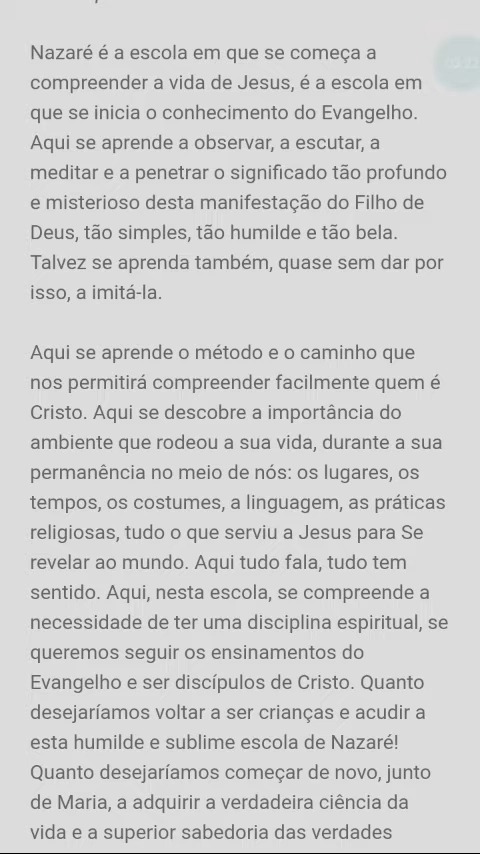 Nazaré é a escola em que se começa a
compreender a vida de Jesus, é a escola em
que se inicia o conhecimento do Evangelho.
Aqui se aprende a observar, a escutar, a
meditar e a penetrar o significado tão profundo
e misterioso desta manifestação do Filho de
Deus, tão simples, tão humilde e tão bela.
Talvez se aprenda também, quase sem dar por
isso, a imitá-la.
Aqui se aprende o método e o caminho que
nos permitirá compreender facilmente quem é
Cristo. Aqui se descobre a importância do
ambiente que rodeou a sua vida, durante a sua
permanência no meio de nós: os lugares, os
tempos, os costumes, a linguagem, as práticas
religiosas, tudo o que serviu a Jesus para Se
revelar ao mundo. Aqui tudo fala, tudo tem
sentido. Aqui, nesta escola, se compreende a
necessidade de ter uma disciplina espiritual, se
queremos seguir os ensinamentos do
Evangelho e ser discípulos de Cristo. Quanto
desejaríamos voltar a ser crianças e acudir a
esta humilde e sublime escola de Nazaré!
Quanto desejaríamos começar de novo, junto
de Maria, a adquirir a verdadeira ciência da
vida e a superior sabedoria das verdades